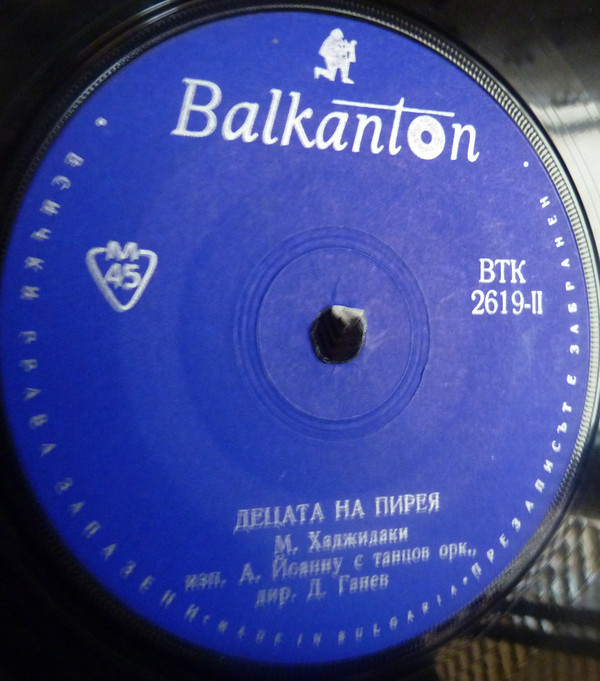 Balkanton
М-
45
ВТК
2619-II
ДЕЦАТА НА ПИРЕЯ
М. Хаджидаки
изп. А. Йоанну с танцов орк.,
дир. Д. Ганев
• ВСИЧКИ ПРАВА ЗАПАЗЕНИ • MADE IN BULGARIA • ПРЕЗАПИСЪТ Е ЗАБРАНЕН •